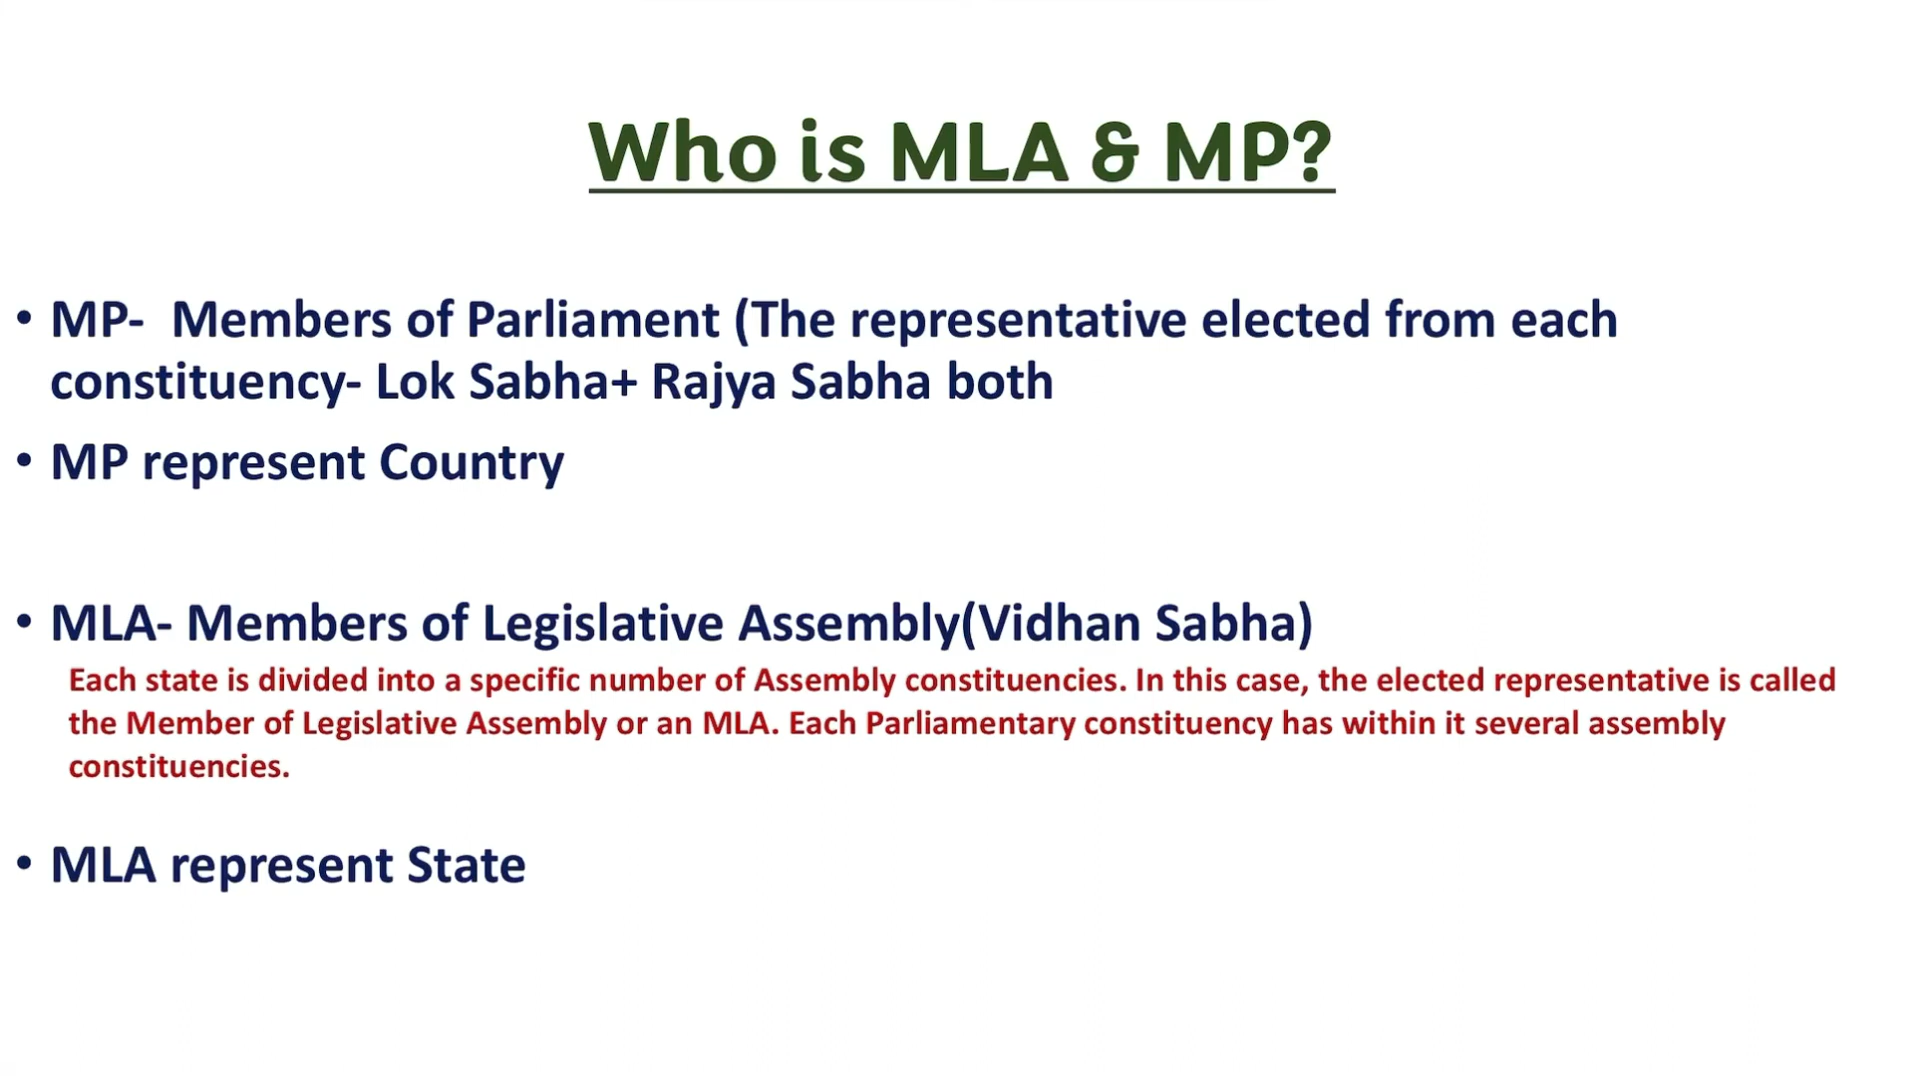 Who is MLA & MP?
• MP-  Members of Parliament (The representative elected from each
constituency- Lok Sabha+ Rajya Sabha both
• MP represent Country
• MLA- Members of Legislative Assembly(Vidhan Sabha)
Each state is divided into a specific number of Assembly constituencies. In this case, the elected representative is called
the Member of Legislative Assembly or an MLA. Each Parliamentary constituency has within it several assembly
constituencies.
• MLA represent State